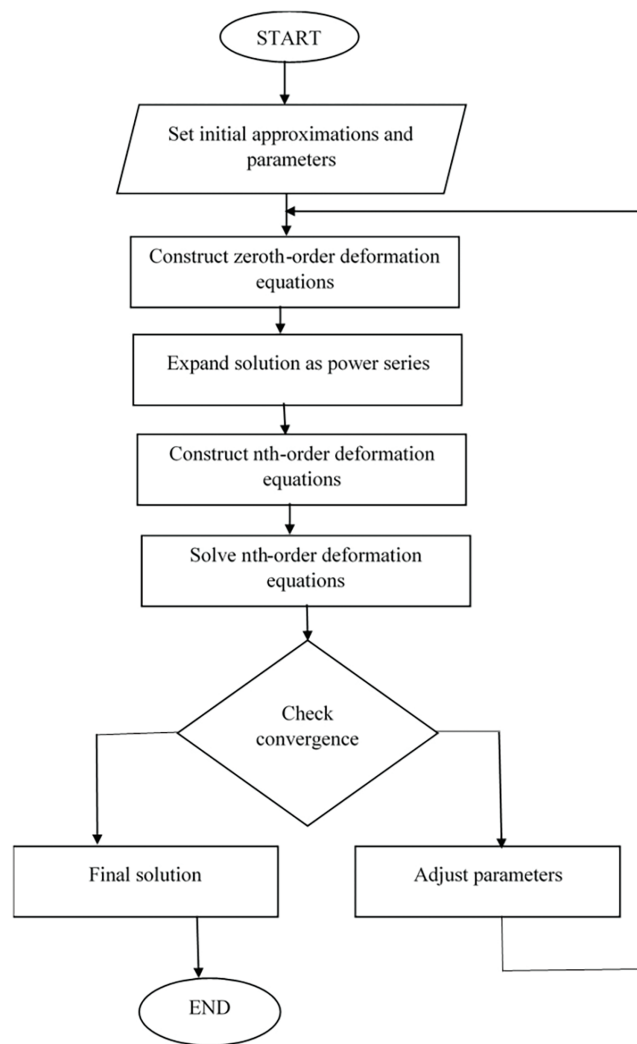 START
Set initial approximations and
parameters
Construct zeroth-order deformation
equations
Expand solution as power series
Construct nth-order deformation
equations
Solve nth-order deformation
equations
Check
convergence
Final solution
Adjust parameters
END